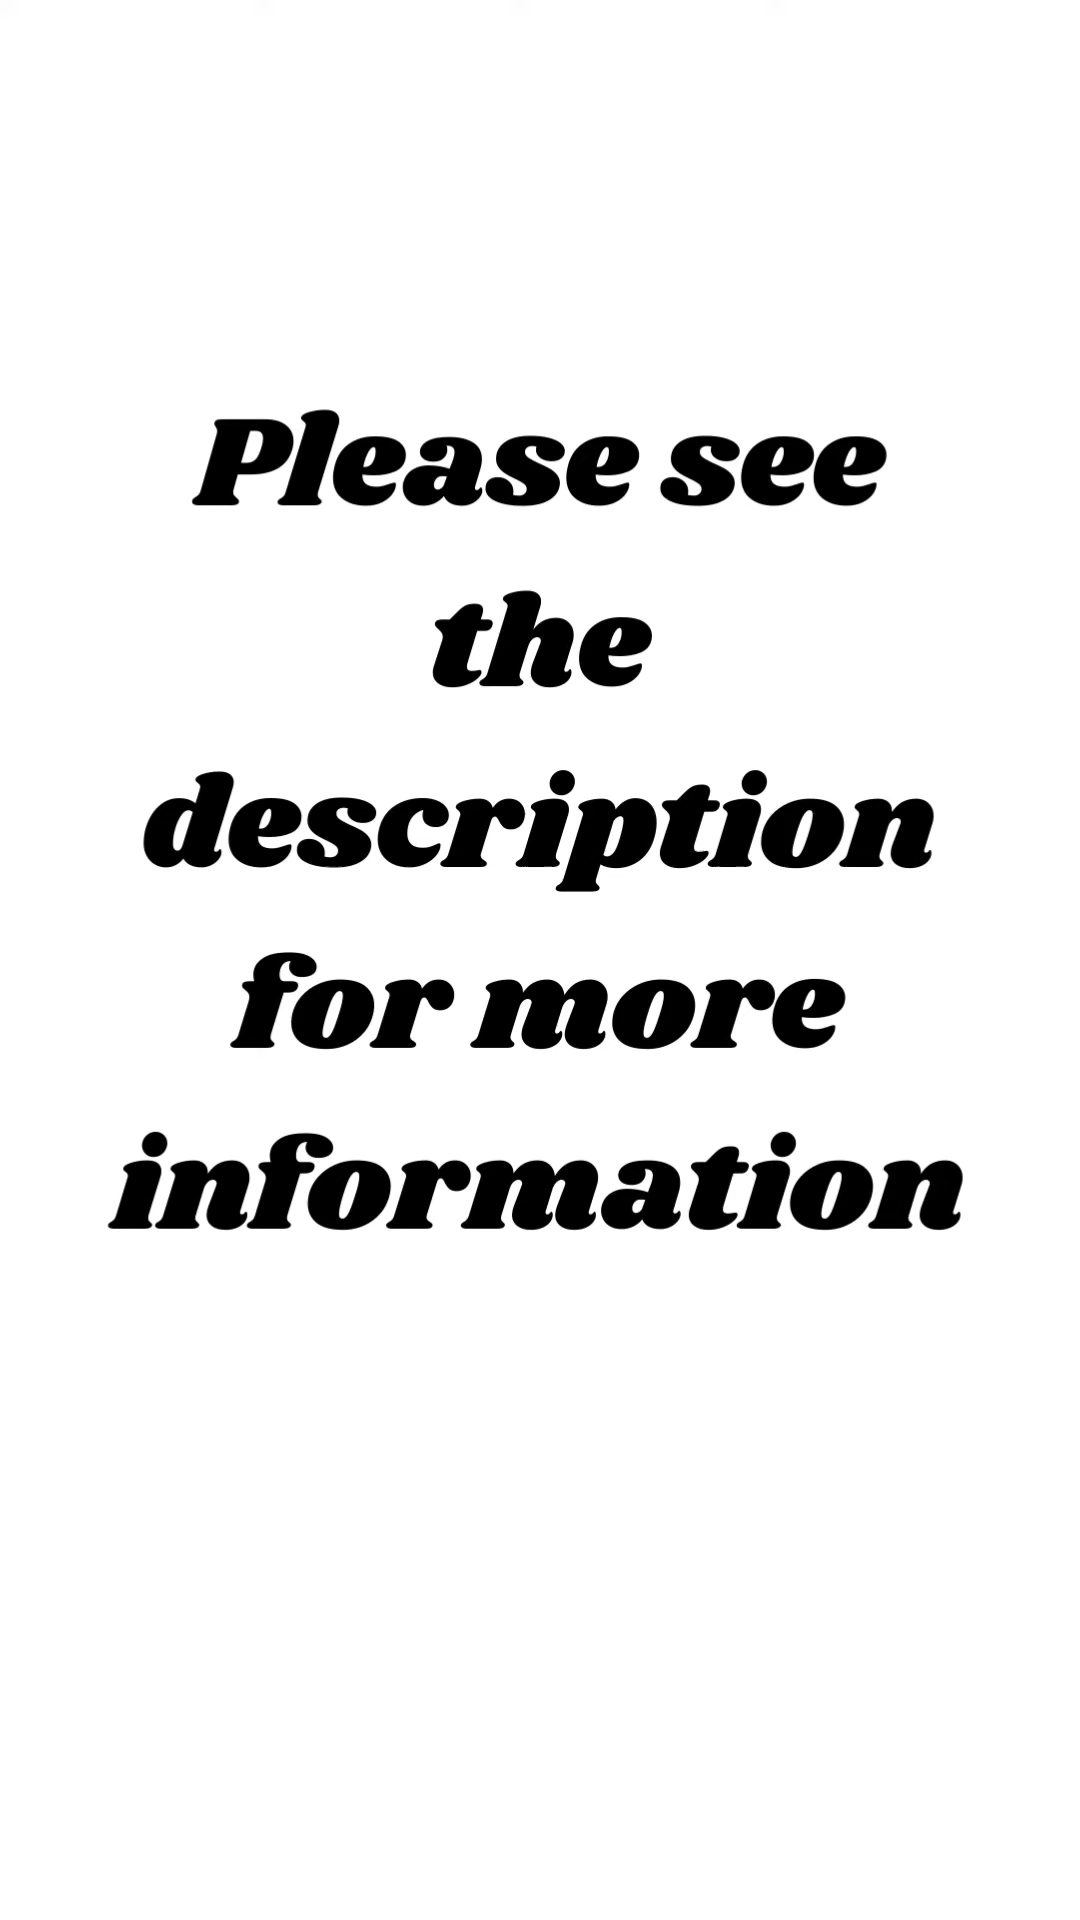 Please see
the
description
for more
information